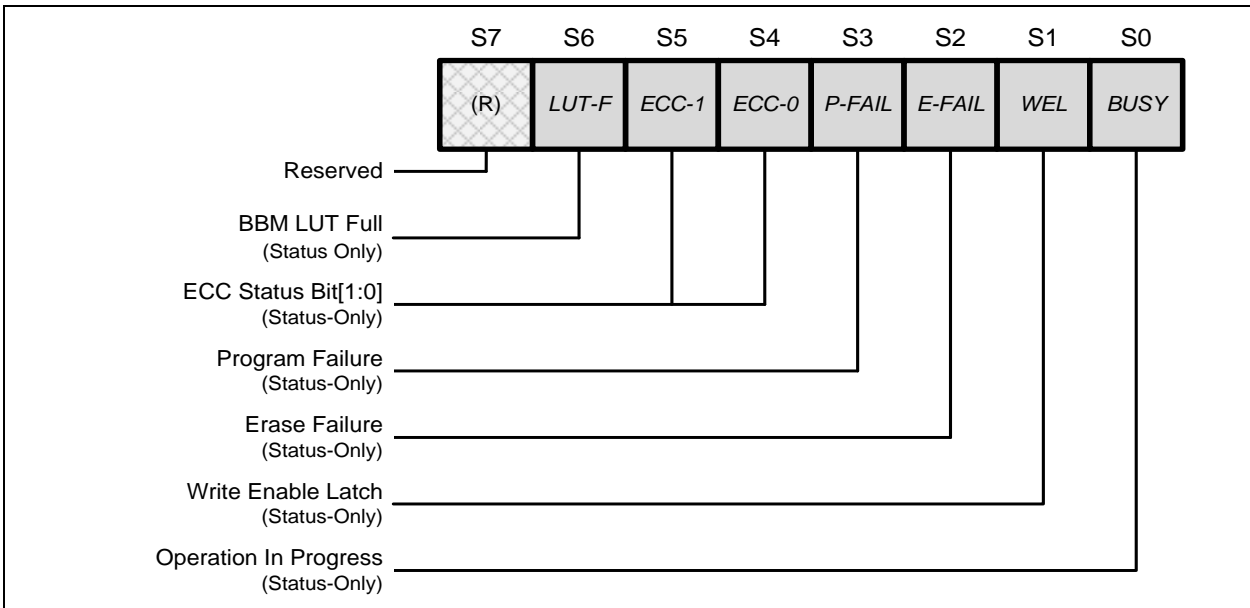 S7 S6 S5 S4 S3 S2 S1 S0
(R) LUT-F ECC-1 ECC-0 P-FAIL E-FAIL WEL BUSY
Reserved
BBM LUT Full
(Status Only)
ECC Status Bit[1:0]
(Status-Only)
Program Failure
(Status-Only)
Erase Failure
(Status-Only)
Write Enable Latch
(Status-Only)
Operation In Progress
(Status-Only)